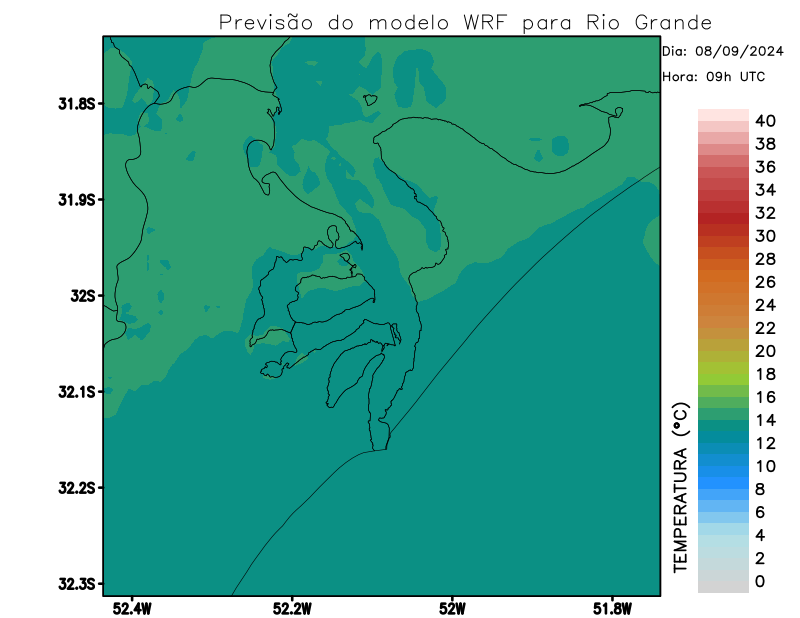 Previsão do modelo WRF para Rio Grande
Dia: 08/09/2024
Hora: 09h UTC
31.8S
31.9S
32S
32.1S
32.2S
32.3S
52.4W
52.2W
52W
51.8W
TEMPERATURA (°C)
40
38
36
34
32
30
28
26
24
22
20
18
16
14
12
10
8
6
4
2
0